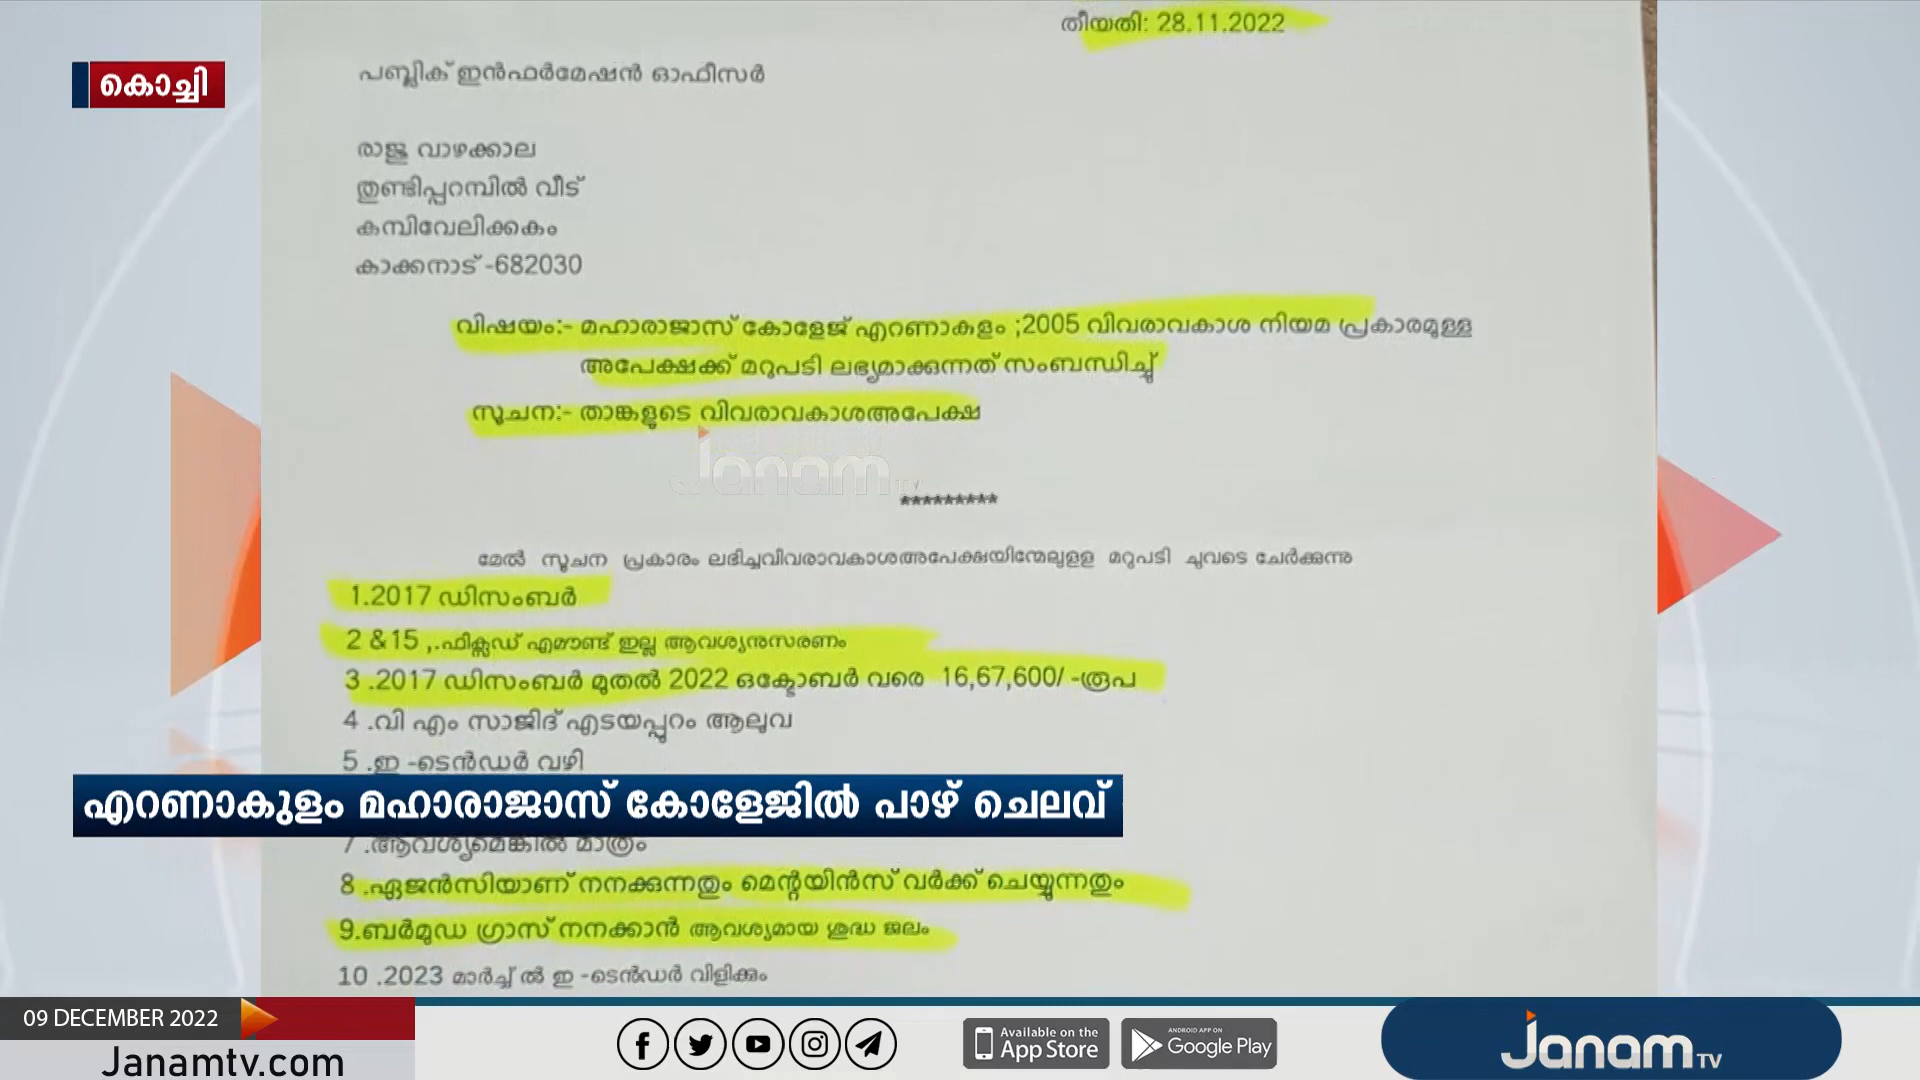 തീയതി: 28.11.2022
കൊച്ചി
പബ്ലിക് ഇൻഫർമേഷൻ ഓഫീസർ
രാജു വാഴക്കാല
തുണ്ടിപ്പറമ്പിൽ വീട്
കമ്പിവേലിക്കകം
കാക്കനാട് -682030
വിഷയം:- മഹാരാജാസ് കോളേജ് എറണാകുളം ;2005 വിവരാവകാശ നിയമ പ്രകാരമുള്ള
അപേക്ഷക്ക് മറുപടി ലഭ്യമാക്കുന്നത് സംബന്ധിച്ച്
സൂചന:- താങ്കളുടെ വിവരാവകാശഅപേക്ഷ
Janam TV
*********
മേൽ സൂചന പ്രകാരം ലഭിച്ചവിവരാവകാശഅപേക്ഷയിന്മേലുളള മറുപടി ചുവടെ ചേർക്കുന്നു
1.2017 ഡിസംബർ
2 &15 ,.ഫിക്സഡ് എമൗണ്ട് ഇല്ല ആവശ്യനുസരണം
3 .2017 ഡിസംബർ മുതൽ 2022 ഒക്ടോബർ വരെ 16,67,600/ -രൂപ
4 .വി എം സാജിദ് എടയപ്പുറം ആലുവ
5 .ഇ -ടെൻഡർ വഴി
എറണാകുളം മഹാരാജാസ് കോളേജിൽ പാഴ് ചെലവ്
7 .ആവശ്യമെങ്കിൽ മാത്രം
8 .ഏജൻസിയാണ് നനക്കുന്നതും മെന്റയിൻസ് വർക്ക് ചെയ്യുന്നതും
9.ബർമുഡ ഗ്രാസ് നനക്കാൻ ആവശ്യമായ ശുദ്ധ ജലം
10 .2023 മാർച്ച് ൽ ഇ -ടെൻഡർ വിളിക്കും
09 DECEMBER 2022
Janamtv.com
Available on the
App Store
ANDROID APP ON
Google Play
Janam TV